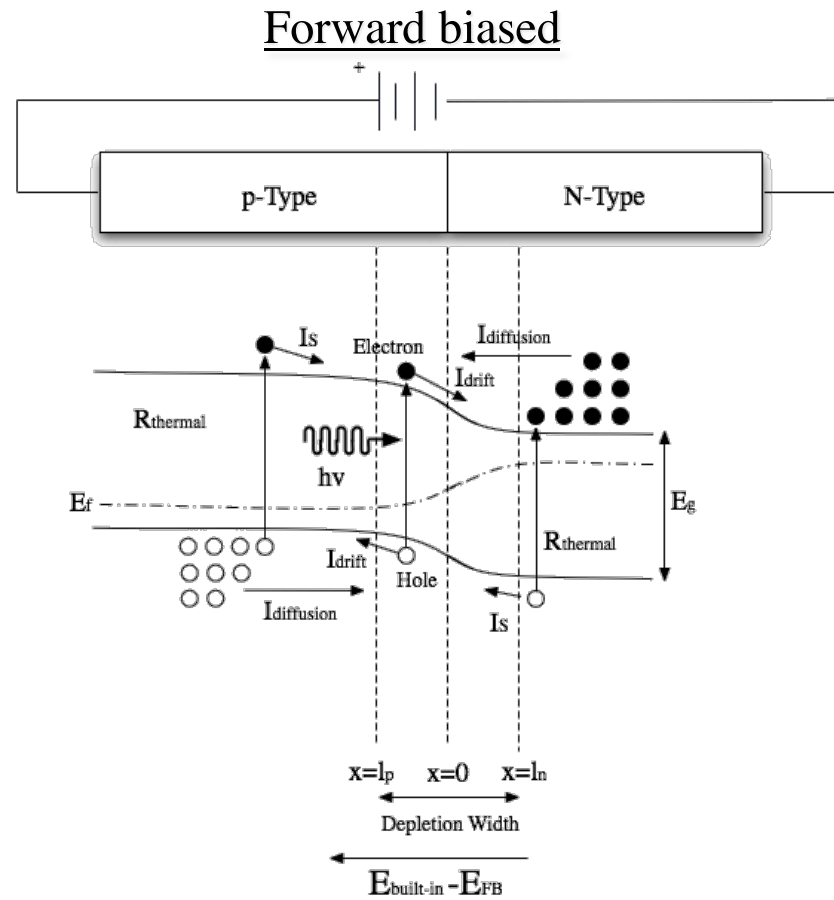 Forward biased
+
p-Type
N-Type
Is
Electron
Idiffusion
Idrift
Rthermal
hv
Ef
Eg
Rthermal
Idrift
Hole
Idiffusion
Is
x=lp
x=0
x=ln
Depletion Width
Ebuilt-in -EFB